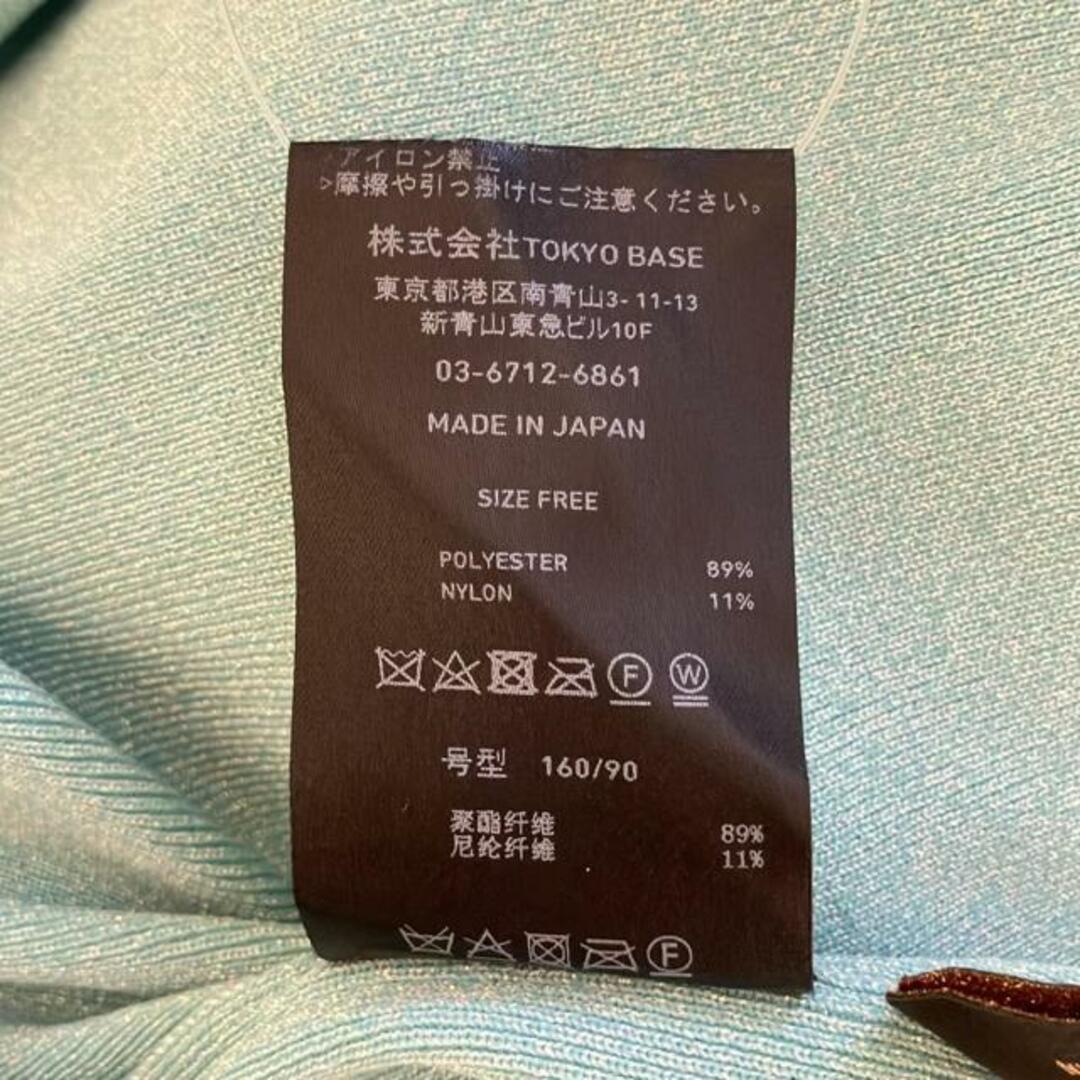 アイロン禁止
▷摩擦や引っ掛けにご注意ください。
株式会社TOKYO BASE
東京都港区南青山3-11-13
新青山東急ビル10F
03-6712-6861
MADE IN JAPAN
SIZE FREE
POLYESTER 89%
NYLON 11%
F W
号型 160/90
聚酯纤维 89%
尼纶纤维 11%
F